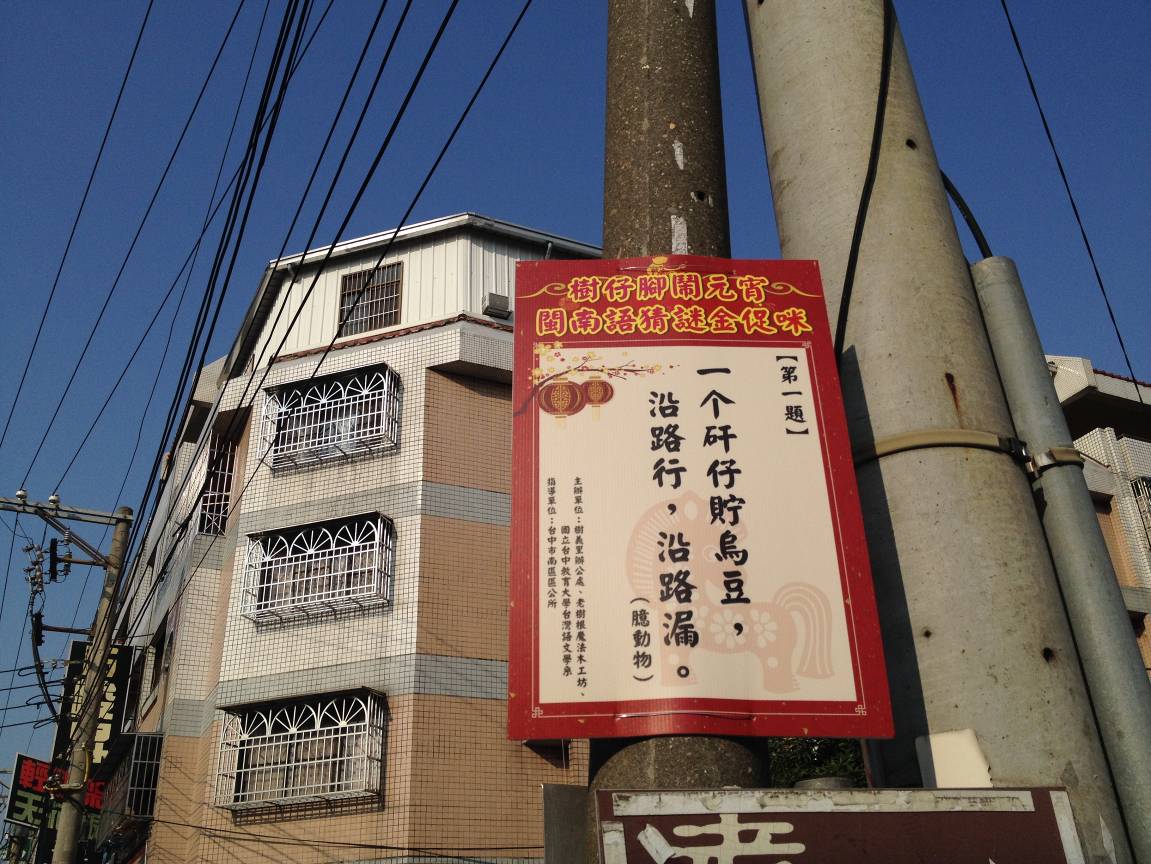 樹仔腳鬧元宵
閩南語猜謎金促咪
【第一題】
一个矸仔貯烏豆，
沿路行，沿路漏。
（臆動物）
主辦單位：樹義里辦公處、老樹根魔法木工坊、
國立台中教育大學台灣語文學系
指導單位：台中市南區區公所